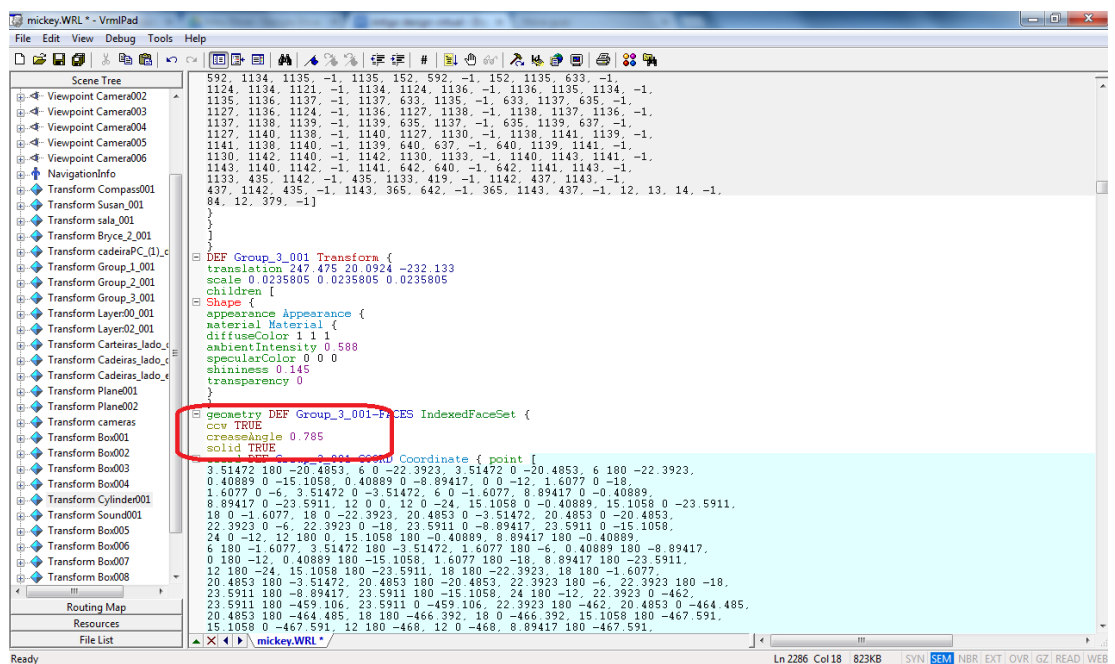 mickey.WRL * - VrmlPad
File Edit View Debug Tools Help
Scene Tree
Viewpoint Camera002
Viewpoint Camera003
Viewpoint Camera004
Viewpoint Camera005
Viewpoint Camera006
NavigationInfo
Transform Compass001
Transform Susan_001
Transform sala_001
Transform Bryce_2_001
Transform cadeiraPC_(1)_c
Transform Group_1_001
Transform Group_2_001
Transform Group_3_001
Transform Layer:00_001
Transform Layer:02_001
Transform Carteiras_lado_c
Transform Cadeiras_lado_c
Transform Cadeiras_lado_e
Transform Plane001
Transform Plane002
Transform cameras
Transform Box001
Transform Box002
Transform Box003
Transform Box004
Transform Cylinder001
Transform Sound001
Transform Box005
Transform Box006
Transform Box007
Transform Box008
Routing Map
Resources
File List
592, 1134, 1135, -1, 1135, 152, 592, -1, 152, 1135, 633, -1,
1124, 1134, 1121, -1, 1134, 1124, 1136, -1, 1136, 1135, 1134, -1,
1135, 1136, 1137, -1, 1137, 633, 1135, -1, 633, 1137, 635, -1,
1127, 1136, 1124, -1, 1136, 1127, 1138, -1, 1138, 1137, 1136, -1,
1137, 1138, 1139, -1, 1139, 635, 1137, -1, 635, 1139, 637, -1,
1127, 1140, 1138, -1, 1140, 1127, 1130, -1, 1138, 1141, 1139, -1,
1141, 1138, 1140, -1, 1139, 640, 637, -1, 640, 1139, 1141, -1,
1130, 1142, 1140, -1, 1142, 1130, 1133, -1, 1140, 1143, 1141, -1,
1143, 1140, 1142, -1, 1141, 642, 640, -1, 642, 1141, 1143, -1,
1133, 435, 1142, -1, 435, 1133, 419, -1, 1142, 437, 1143, -1,
437, 1142, 435, -1, 1143, 365, 642, -1, 365, 1143, 437, -1, 12, 13, 14, -1,
84, 12, 379, -1]
}
}
]
}
DEF Group_3_001 Transform {
translation 247.475 20.0924 -232.133
scale 0.0235805 0.0235805 0.0235805
children [
Shape {
appearance Appearance {
material Material {
diffuseColor 1 1 1
ambientIntensity 0.588
specularColor 0 0 0
shininess 0.145
transparency 0
}
}
geometry DEF Group_3_001-FACES IndexedFaceSet {
ccw TRUE
creaseAngle 0.785
solid TRUE
coord DEF Group_3_001-COORD Coordinate { point [
3.51472 180 -20.4853, 6 0 -22.3923, 3.51472 0 -20.4853, 6 180 -22.3923,
0.40889 0 -15.1058, 0.40889 0 -8.89417, 0 0 -12, 1.6077 0 -18,
1.6077 0 -6, 3.51472 0 -3.51472, 6 0 -1.6077, 8.89417 0 -0.40889,
8.89417 0 -23.5911, 12 0 0, 12 0 -24, 15.1058 0 -0.40889, 15.1058 0 -23.5911,
18 0 -1.6077, 18 0 -22.3923, 20.4853 0 -3.51472, 20.4853 0 -20.4853,
22.3923 0 -6, 22.3923 0 -18, 23.5911 0 -8.89417, 23.5911 0 -15.1058,
24 0 -12, 12 180 0, 15.1058 180 -0.40889, 8.89417 180 -0.40889,
6 180 -1.6077, 3.51472 180 -3.51472, 1.6077 180 -6, 0.40889 180 -8.89417,
0 180 -12, 0.40889 180 -15.1058, 1.6077 180 -18, 8.89417 180 -23.5911,
12 180 -24, 15.1058 180 -23.5911, 18 180 -22.3923, 18 180 -1.6077,
20.4853 180 -3.51472, 20.4853 180 -20.4853, 22.3923 180 -6, 22.3923 180 -18,
23.5911 180 -8.89417, 23.5911 180 -15.1058, 24 180 -12, 22.3923 0 -462,
23.5911 180 -459.106, 23.5911 0 -459.106, 22.3923 180 -462, 20.4853 0 -464.485,
20.4853 180 -464.485, 18 180 -466.392, 18 0 -466.392, 15.1058 180 -467.591,
15.1058 0 -467.591, 12 180 -468, 12 0 -468, 8.89417 180 -467.591,
mickey.WRL *
Ready
Ln 2286 Col 18 823KB SYN SEM NBR EXT OVR GZ READ WEB